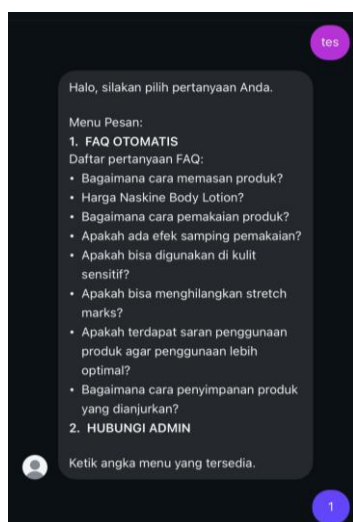 tes
Halo, silakan pilih pertanyaan Anda.
Menu Pesan:
1. FAQ OTOMATIS
Daftar pertanyaan FAQ:
• Bagaimana cara memasan produk?
• Harga Naskine Body Lotion?
• Bagaimana cara pemakaian produk?
• Apakah ada efek samping pemakaian?
• Apakah bisa digunakan di kulit
sensitif?
• Apakah bisa menghilangkan stretch
marks?
• Apakah terdapat saran penggunaan
produk agar penggunaan lebih
optimal?
• Bagaimana cara penyimpanan produk
yang dianjurkan?
2. HUBUNGI ADMIN
Ketik angka menu yang tersedia.
1